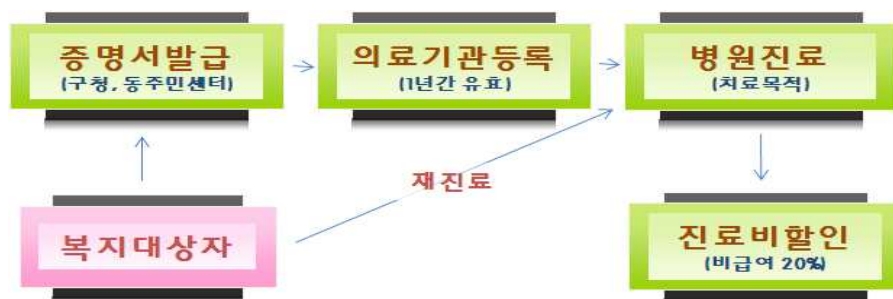 증명서발급
(구청, 동주민센터)
의료기관등록
(1년간 유효)
병원진료
(치료목적)
재진료
복지대상자
진료비할인
(비급여 20%)